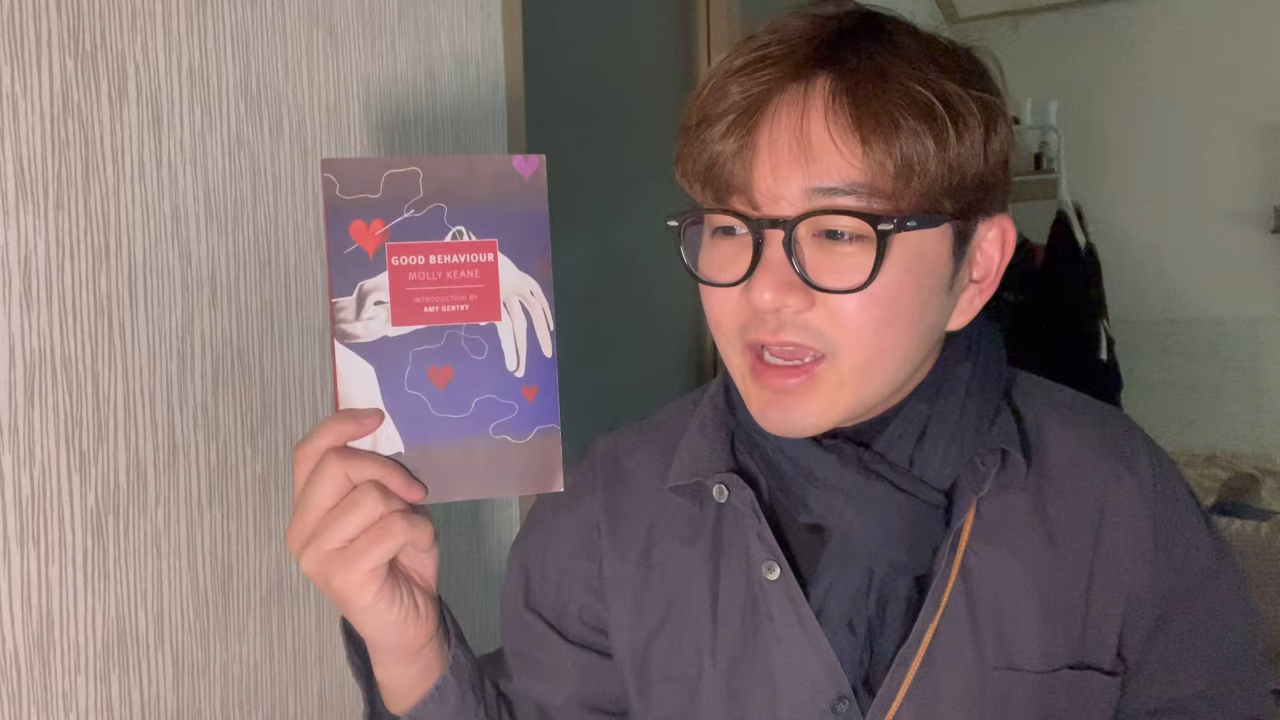 GOOD BEHAVIOUR
MOLLY KEANE
INTRODUCTION BY
AMY GENTRY